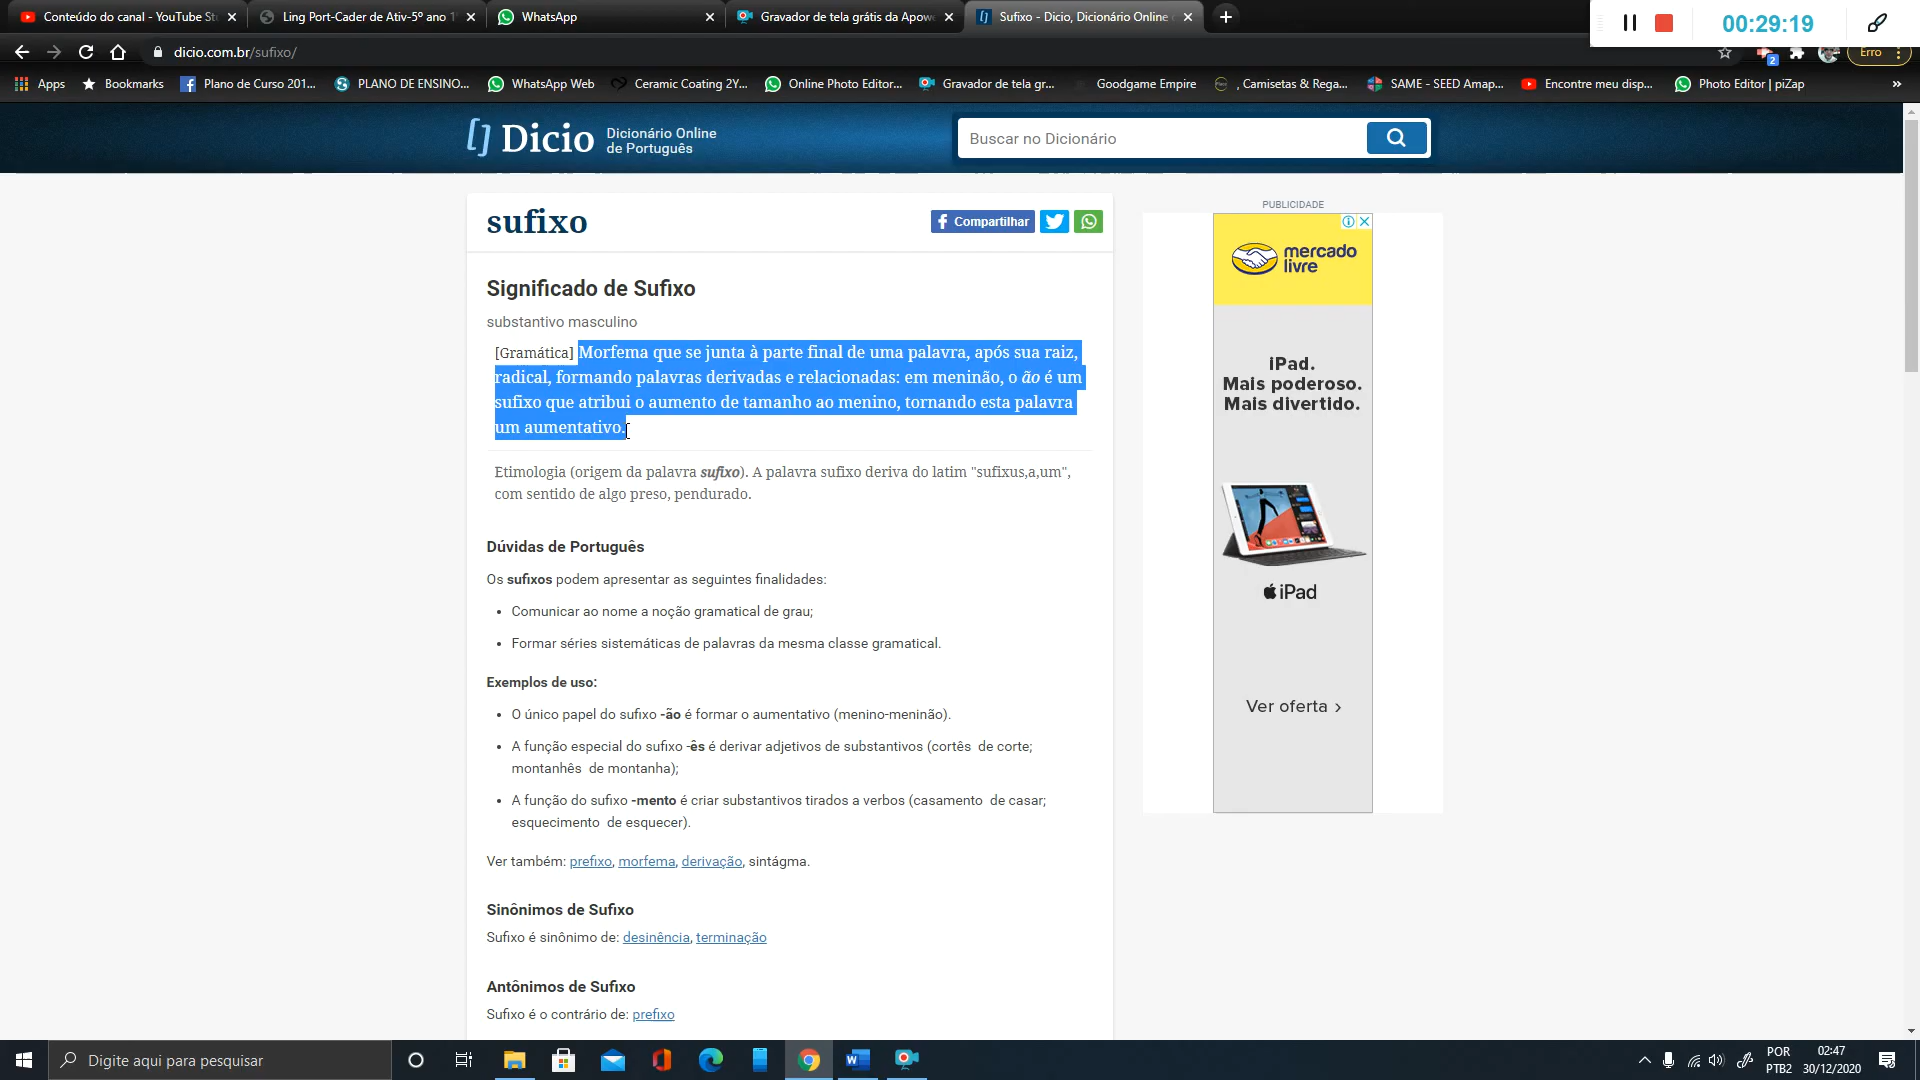 Conteúdo do canal - YouTube St
Ling Port-Cader de Ativ-5º ano 1
WhatsApp
Gravador de tela grátis da Apowe
Sufixo - Dicio, Dicionário Online
00:29:19
dicio.com.br/sufixo/
2
Erro
Apps
Bookmarks
Plano de Curso 201...
PLANO DE ENSINO...
WhatsApp Web
Ceramic Coating 2Y...
Online Photo Editor...
Gravador de tela gr...
Goodgame Empire
, Camisetas & Rega...
SAME - SEED Amap...
Encontre meu disp...
Photo Editor | piZap
»
Dicio
Dicionário Online
de Português
Buscar no Dicionário
sufixo
Compartilhar
PUBLICIDADE
mercado
livre
Significado de Sufixo
substantivo masculino
[Gramática] Morfema que se junta à parte final de uma palavra, após sua raiz,
radical, formando palavras derivadas e relacionadas: em meninão, o ão é um
sufixo que atribui o aumento de tamanho ao menino, tornando esta palavra
um aumentativo.
iPad.
Mais poderoso.
Mais divertido.
iPad
Ver oferta ›
Etimologia (origem da palavra sufixo). A palavra sufixo deriva do latim "sufixus,a,um",
com sentido de algo preso, pendurado.
Dúvidas de Português
Os sufixos podem apresentar as seguintes finalidades:
• Comunicar ao nome a noção gramatical de grau;
• Formar séries sistemáticas de palavras da mesma classe gramatical.
Exemplos de uso:
• O único papel do sufixo -ão é formar o aumentativo (menino-meninão).
• A função especial do sufixo -ês é derivar adjetivos de substantivos (cortês de corte;
montanhês de montanha);
• A função do sufixo -mento é criar substantivos tirados a verbos (casamento de casar;
esquecimento de esquecer).
Ver também: prefixo, morfema, derivação, sintágma.
Sinônimos de Sufixo
Sufixo é sinônimo de: desinência, terminação
Antônimos de Sufixo
Sufixo é o contrário de: prefixo
Digite aqui para pesquisar
POR
PTB2
02:47
30/12/2020